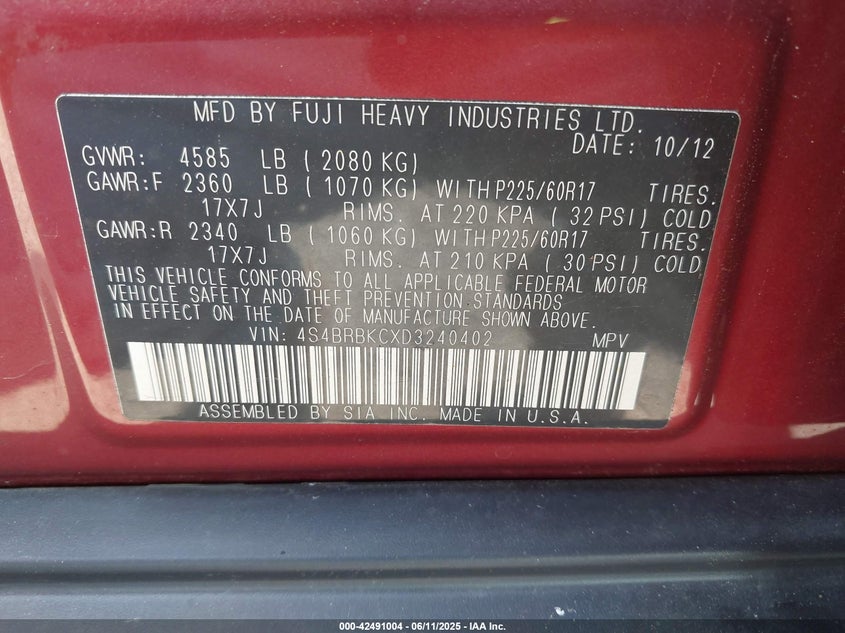 MFD BY FUJI HEAVY INDUSTRIES LTD.
DATE: 10/12
GVWR: 4585 LB ( 2080 KG)
GAWR:F 2360 LB ( 1070 KG) WITH P225/60R17 TIRES.
17X7J RIMS. AT 220 KPA ( 32 PSI) COLD
GAWR:R 2340 LB ( 1060 KG) WITH P225/60R17 TIRES.
17X7J RIMS. AT 210 KPA ( 30 PSI) COLD
THIS VEHICLE CONFORMS TO ALL APPLICABLE FEDERAL MOTOR
VEHICLE SAFETY AND THEFT PREVENTION STANDARDS
IN EFFECT ON THE DATE OF MANUFACTURE SHOWN ABOVE.
VIN: 4S4BRBKCXD3240402 MPV
ASSEMBLED BY SIA INC. MADE IN U.S.A.
000-42491004 - 06/11/2025 - IAA Inc.